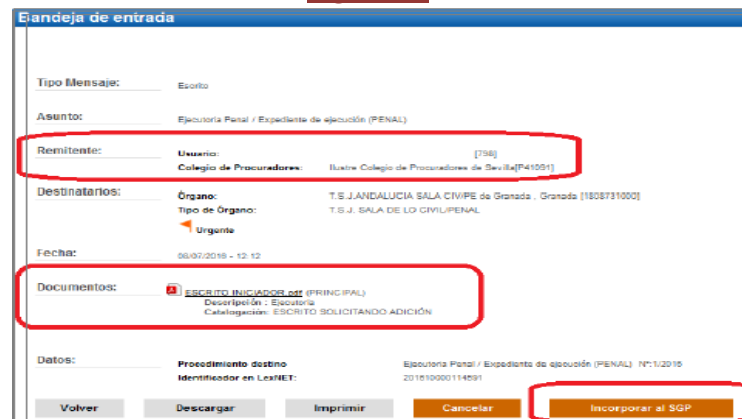 Bandeja de entrada
Tipo Mensaje: Escrito
Asunto: Ejecutoria Penal / Expediente de ejecución (PENAL)
Remitente: Usuario: [798]
Colegio de Procuradores: Ilustre Colegio de Procuradores de Sevilla[P41091]
Destinatarios: Órgano: T.S.J.ANDALUCIA SALA CIV/PE de Granada , Granada [1808731000]
Tipo de Órgano: T.S.J. SALA DE LO CIVIL/PENAL
Urgente
Fecha: 06/07/2016 - 12:12
Documentos: ESCRITO INICIADOR.pdf (PRINCIPAL)
Descripción : Ejecutoria
Catalogación: ESCRITO SOLICITANDO ADICIÓN
Datos: Procedimiento destino Ejecutoria Penal / Expediente de ejecución (PENAL) Nº:1/2016
Identificador en LexNET: 201610000114891
Volver Descargar Imprimir Cancelar Incorporar al SGP